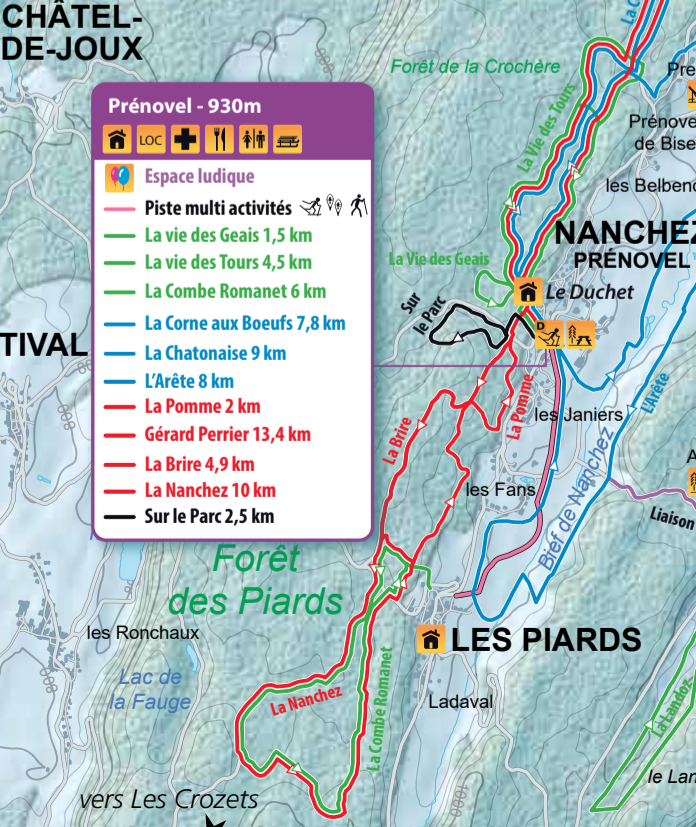 CHÂTEL-
DE-JOUX
Prénovel - 930m
LOC
Espace ludique
Piste multi activités
La vie des Geais 1,5 km
La vie des Tours 4,5 km
La Combe Romanet 6 km
La Corne aux Boeufs 7,8 km
La Chatonaise 9 km
L'Arête 8 km
La Pomme 2 km
Gérard Perrier 13,4 km
La Brire 4,9 km
La Nanchez 10 km
Sur le Parc 2,5 km
La C
Forêt de la Crochère
La Vie des Tours
Pre
Prénove
de Bise
les Belbeno
NANCHEZ
PRÉNOVEL
La Vie des Geais
Le Duchet
Sur
le Parc
D
TIVAL
La Pomme
les Janiers
L'Arête
La Brire
les Fans
Bief de Nanchez
A
Liaison
Forêt
des Piards
les Ronchaux
LES PIARDS
Lac de
la Fauge
La Nanchez
La Combe Romanet
Ladaval
La Landoz
le Lan
vers Les Crozets
1000